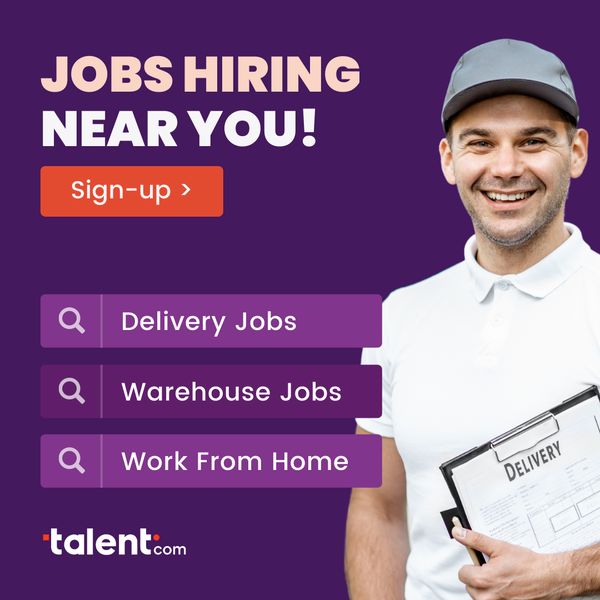 JOBS HIRING
NEAR YOU!
Sign-up >
Delivery Jobs
Warehouse Jobs
Work From Home
DELIVERY
talent.com